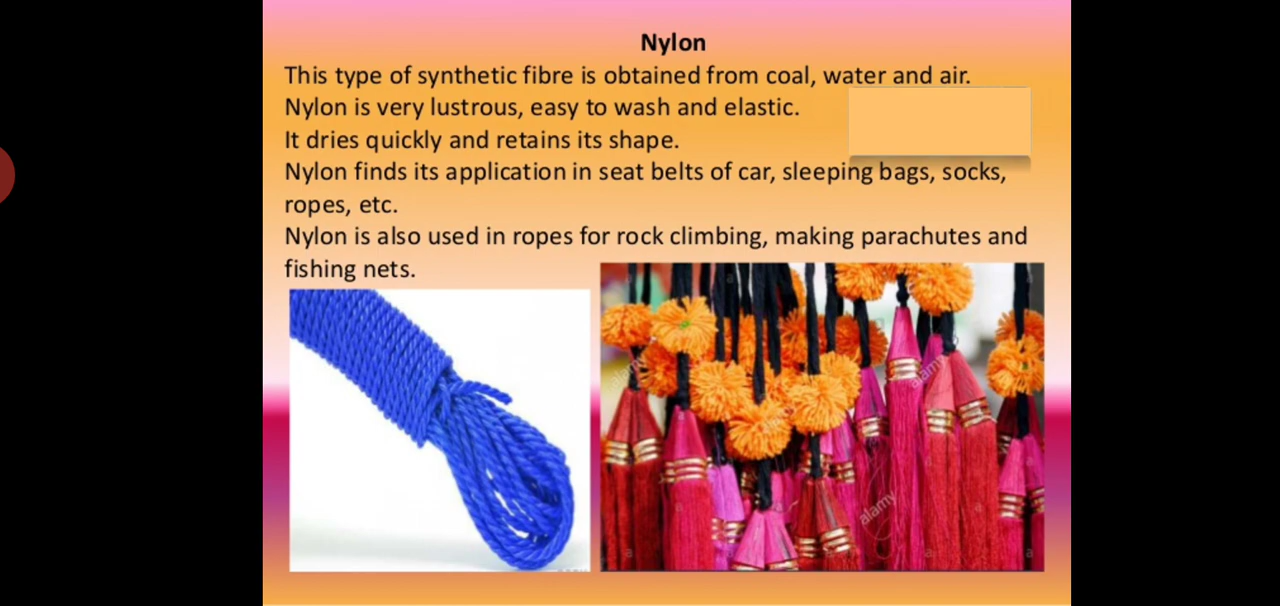 Nylon
This type of synthetic fibre is obtained from coal, water and air.
Nylon is very lustrous, easy to wash and elastic.
It dries quickly and retains its shape.
Nylon finds its application in seat belts of car, sleeping bags, socks,
ropes, etc.
Nylon is also used in ropes for rock climbing, making parachutes and
fishing nets.
alamy
alamy
alamy